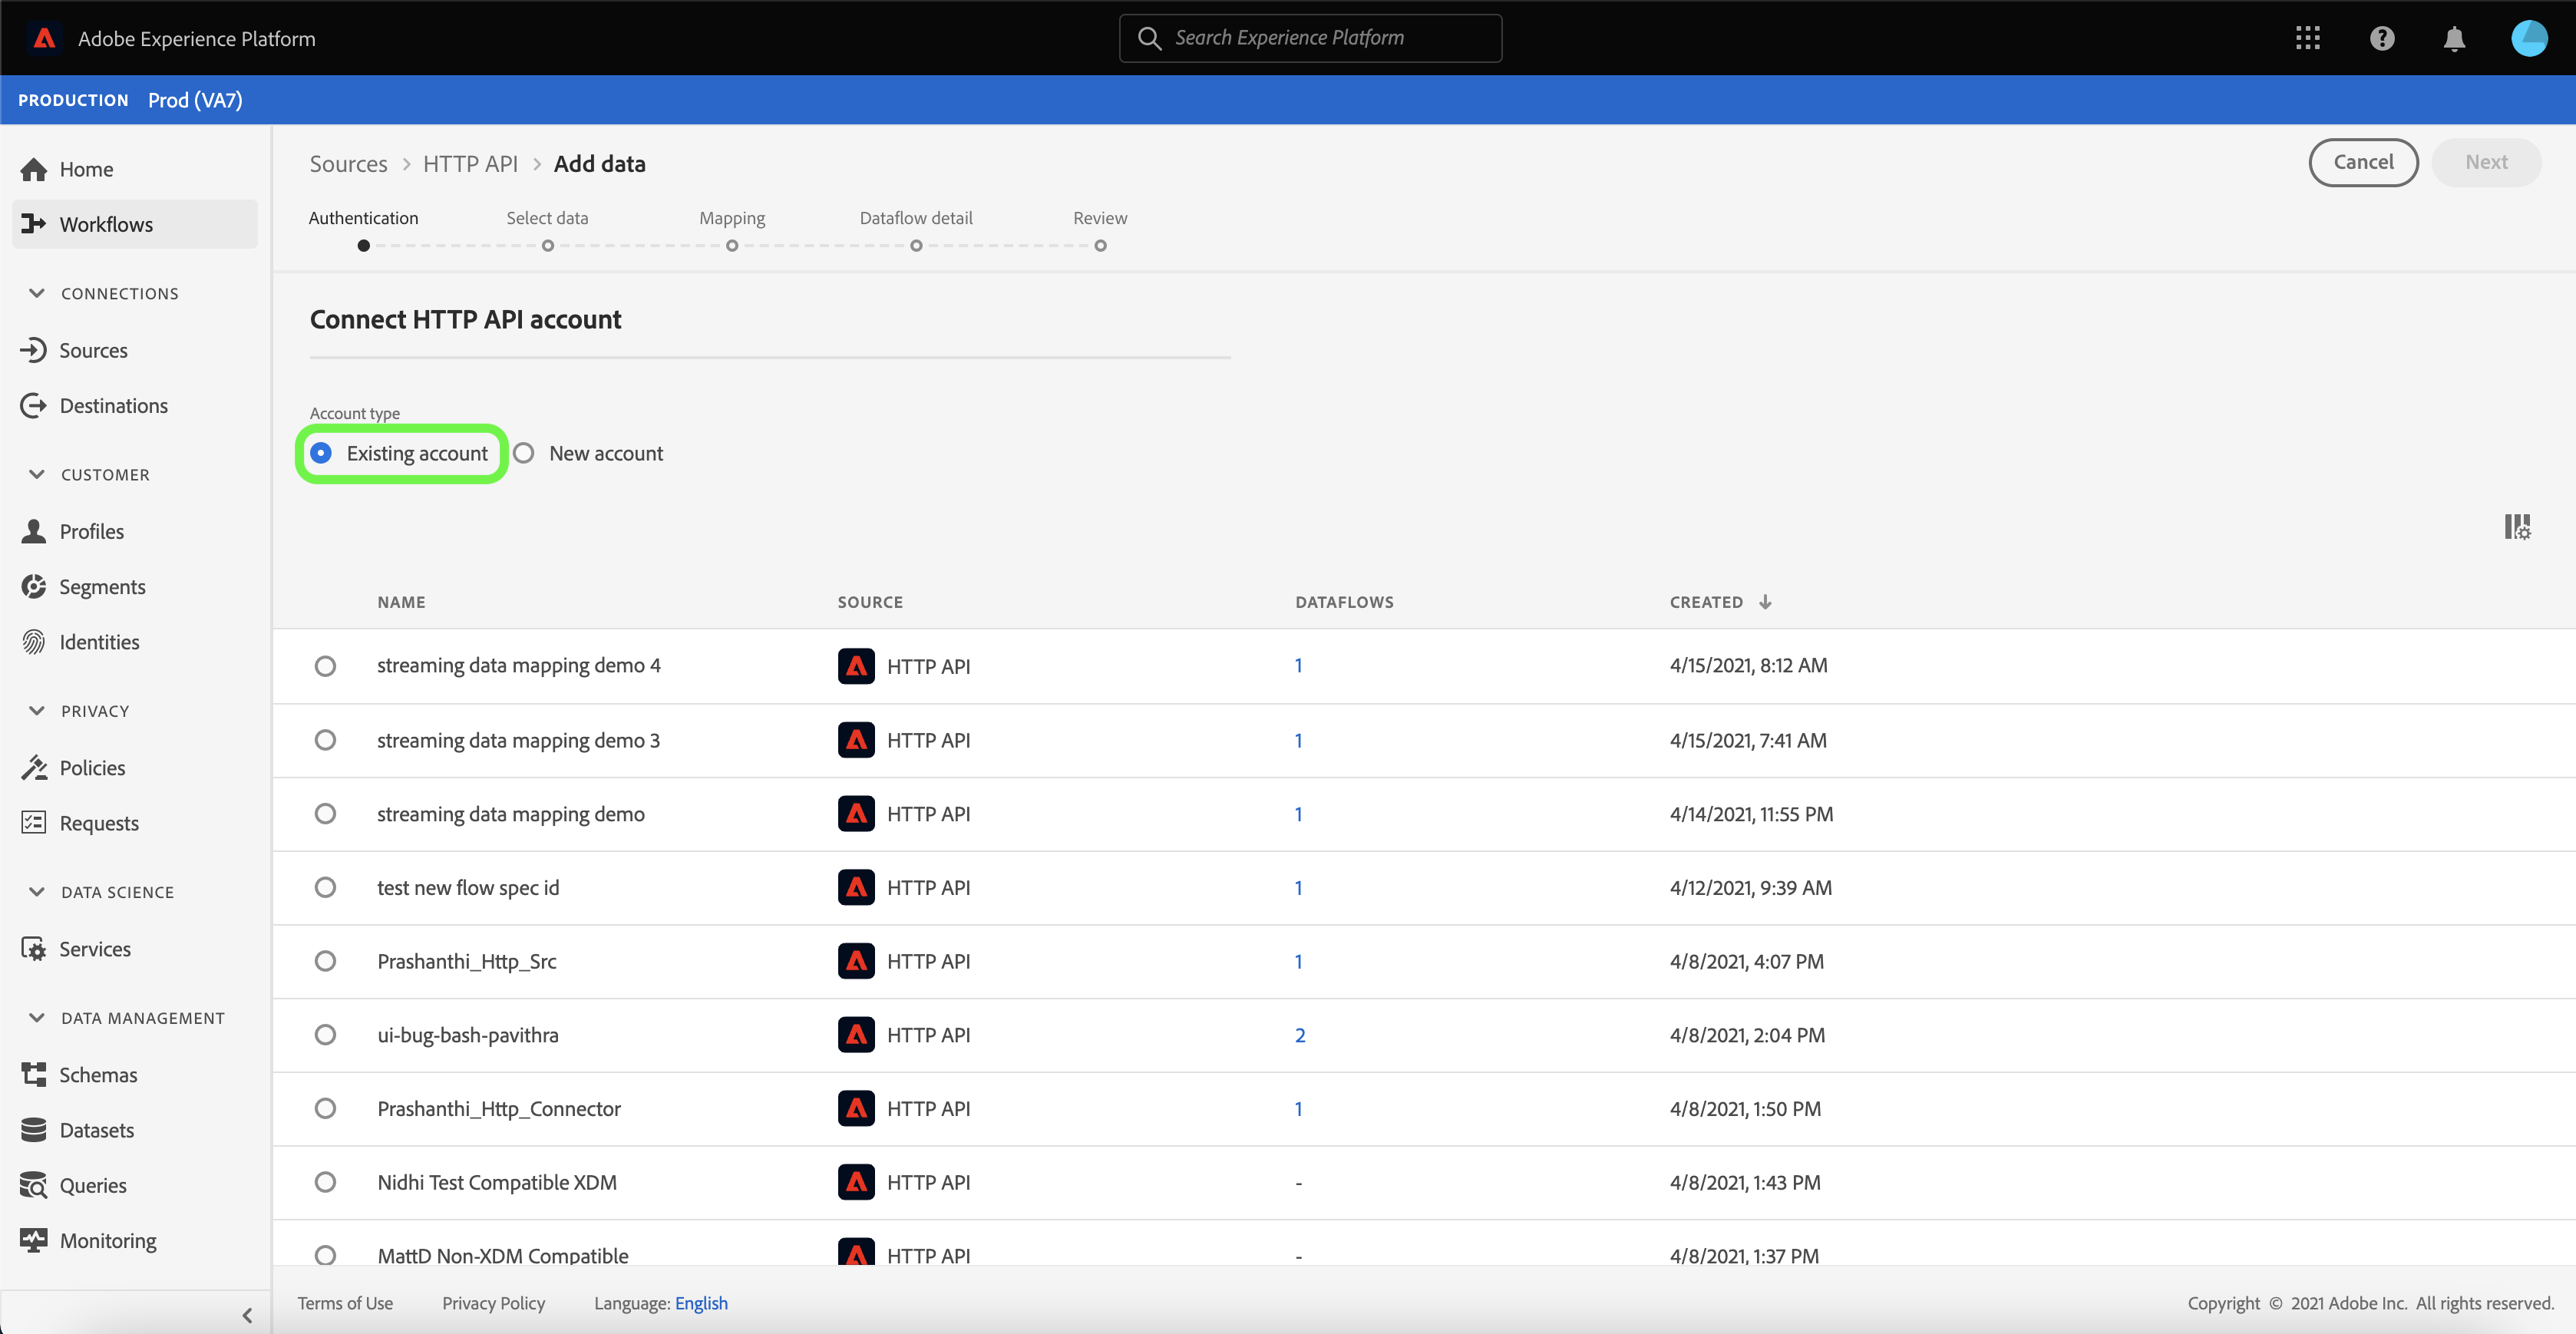 Adobe Experience Platform
Search Experience Platform
PRODUCTION Prod (VA7)
Home
Workflows
CONNECTIONS
Sources
Destinations
CUSTOMER
Profiles
Segments
Identities
PRIVACY
Policies
Requests
DATA SCIENCE
Services
DATA MANAGEMENT
Schemas
Datasets
Queries
Monitoring
Sources > HTTP API > Add data
Cancel
Next
Authentication Select data Mapping Dataflow detail Review
Connect HTTP API account
Account type
Existing account New account
NAME SOURCE DATAFLOWS CREATED
streaming data mapping demo 4 HTTP API 1 4/15/2021, 8:12 AM
streaming data mapping demo 3 HTTP API 1 4/15/2021, 7:41 AM
streaming data mapping demo HTTP API 1 4/14/2021, 11:55 PM
test new flow spec id HTTP API 1 4/12/2021, 9:39 AM
Prashanthi_Http_Src HTTP API 1 4/8/2021, 4:07 PM
ui-bug-bash-pavithra HTTP API 2 4/8/2021, 2:04 PM
Prashanthi_Http_Connector HTTP API 1 4/8/2021, 1:50 PM
Nidhi Test Compatible XDM HTTP API - 4/8/2021, 1:43 PM
MattD Non-XDM Compatible HTTP API - 4/8/2021, 1:37 PM
Terms of Use Privacy Policy Language: English
Copyright © 2021 Adobe Inc. All rights reserved.